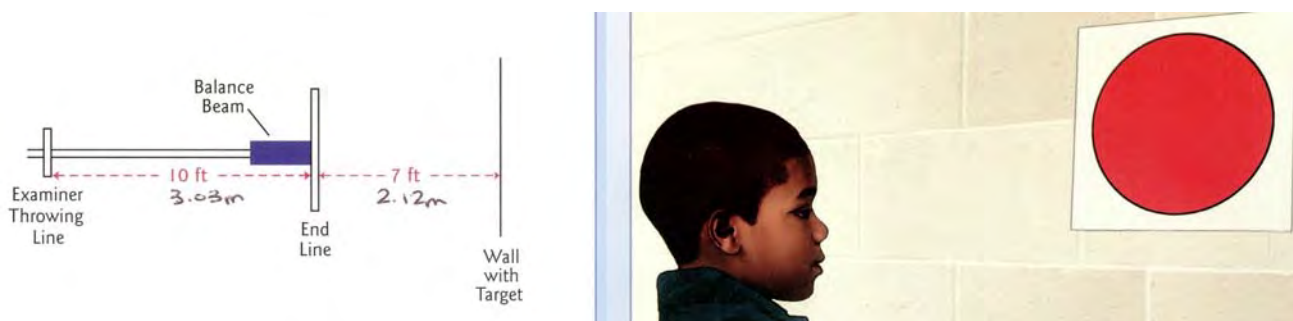 Balance
Beam
10 ft
7 ft
3.03m
2.12m
Examiner
Throwing
Line
End
Line
Wall
with
Target